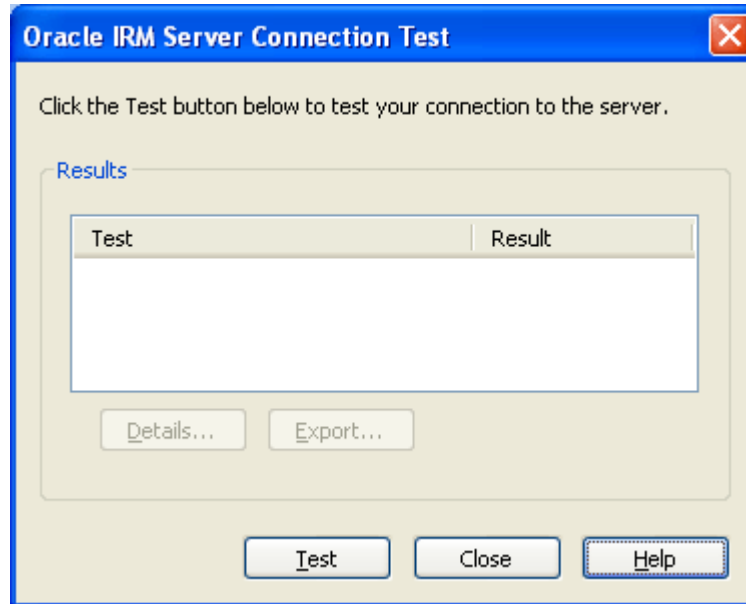 Oracle IRM Server Connection Test
Click the Test button below to test your connection to the server.
Results
Test Result
Details... Export...
Test Close Help